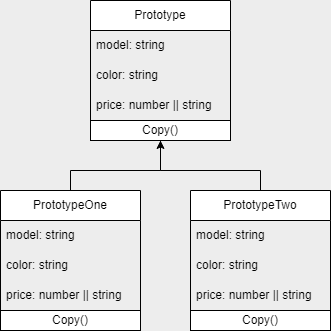 Prototype
model: string
color: string
price: number || string
Copy()
PrototypeOne
model: string
color: string
price: number || string
Copy()
PrototypeTwo
model: string
color: string
price: number || string
Copy()